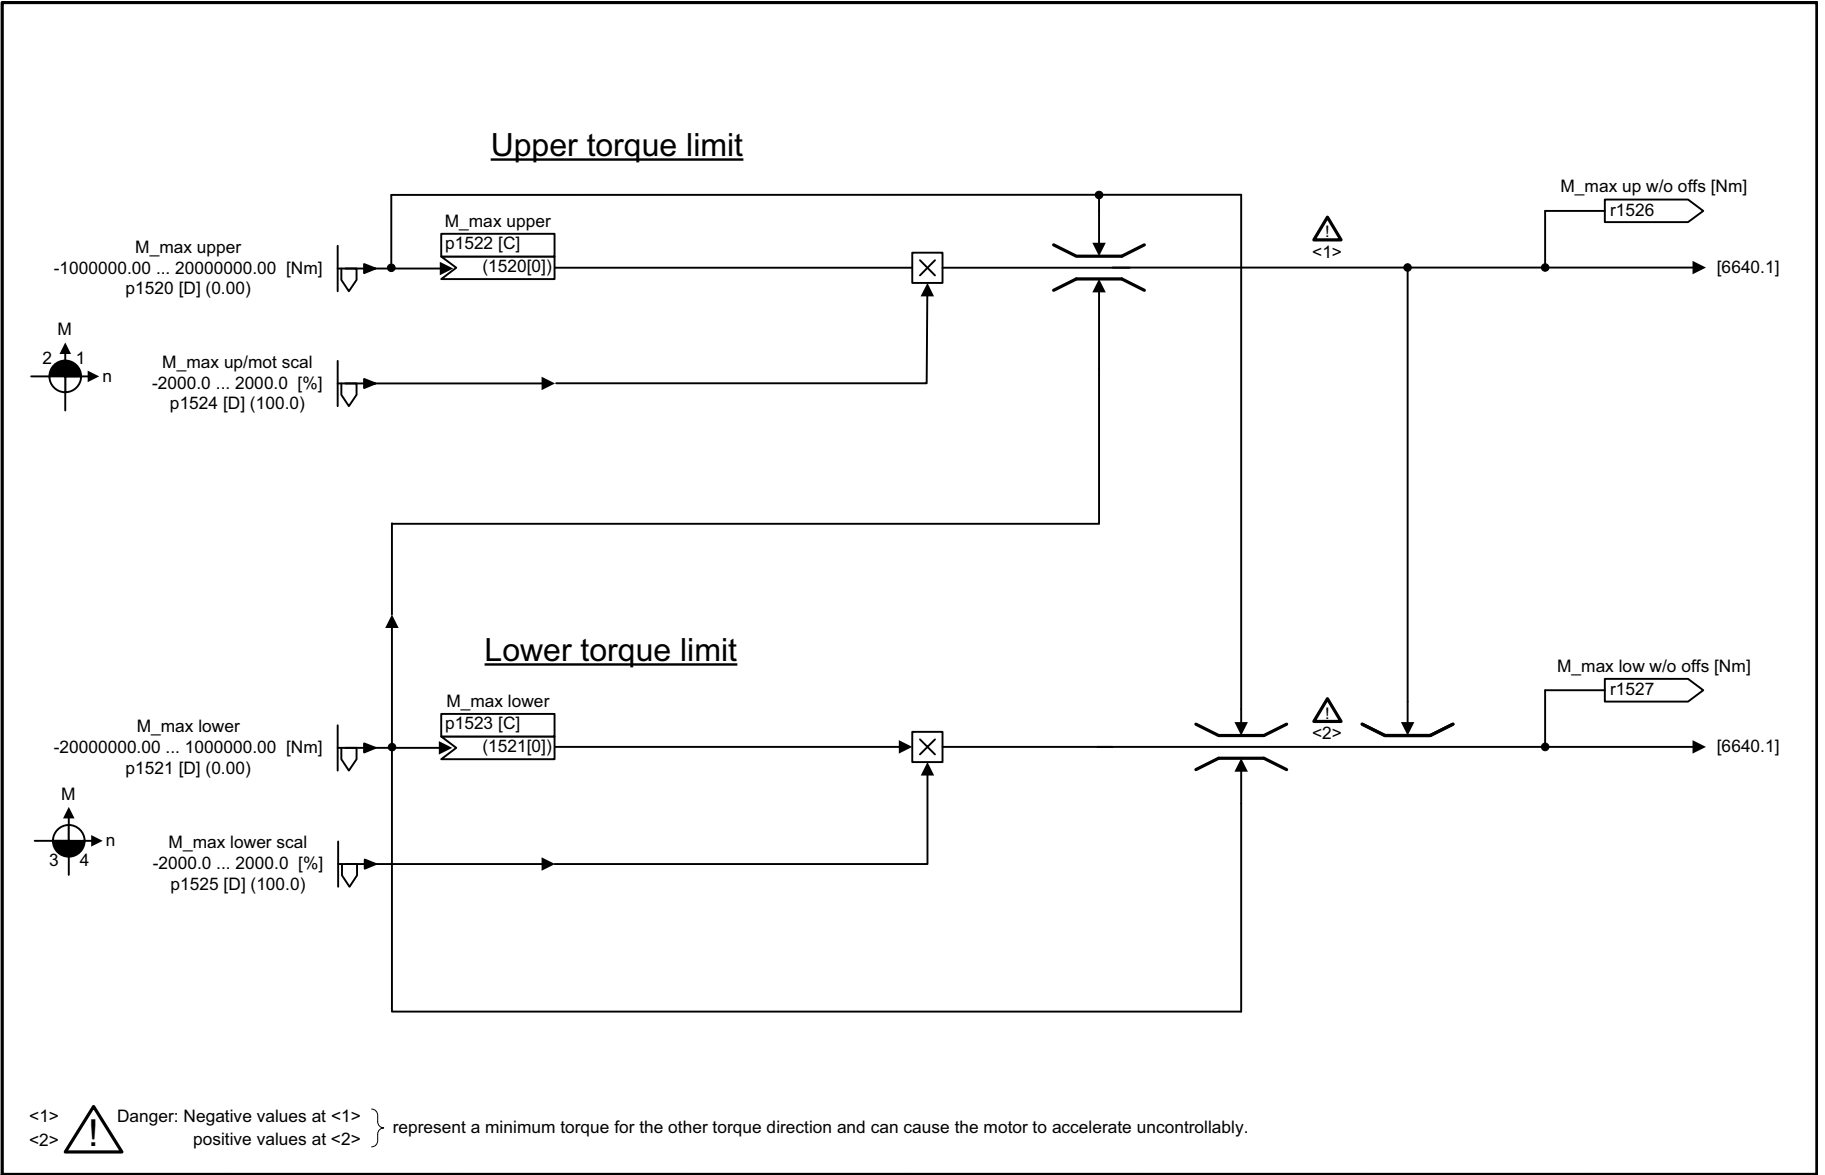 Upper torque limit
M_max up w/o offs [Nm]
r1526
M_max upper
p1522 [C]
(1520[0])
M_max upper
-1000000.00 ... 20000000.00 [Nm]
p1520 [D] (0.00)
<1>
[6640.1]
M
2 1
n
M_max up/mot scal
-2000.0 ... 2000.0 [%]
p1524 [D] (100.0)
Lower torque limit
M_max low w/o offs [Nm]
r1527
M_max lower
p1523 [C]
(1521[0])
M_max lower
-20000000.00 ... 1000000.00 [Nm]
p1521 [D] (0.00)
<2>
[6640.1]
M
n
3 4
M_max lower scal
-2000.0 ... 2000.0 [%]
p1525 [D] (100.0)
<1> Danger: Negative values at <1>
<2> positive values at <2>
represent a minimum torque for the other torque direction and can cause the motor to accelerate uncontrollably.